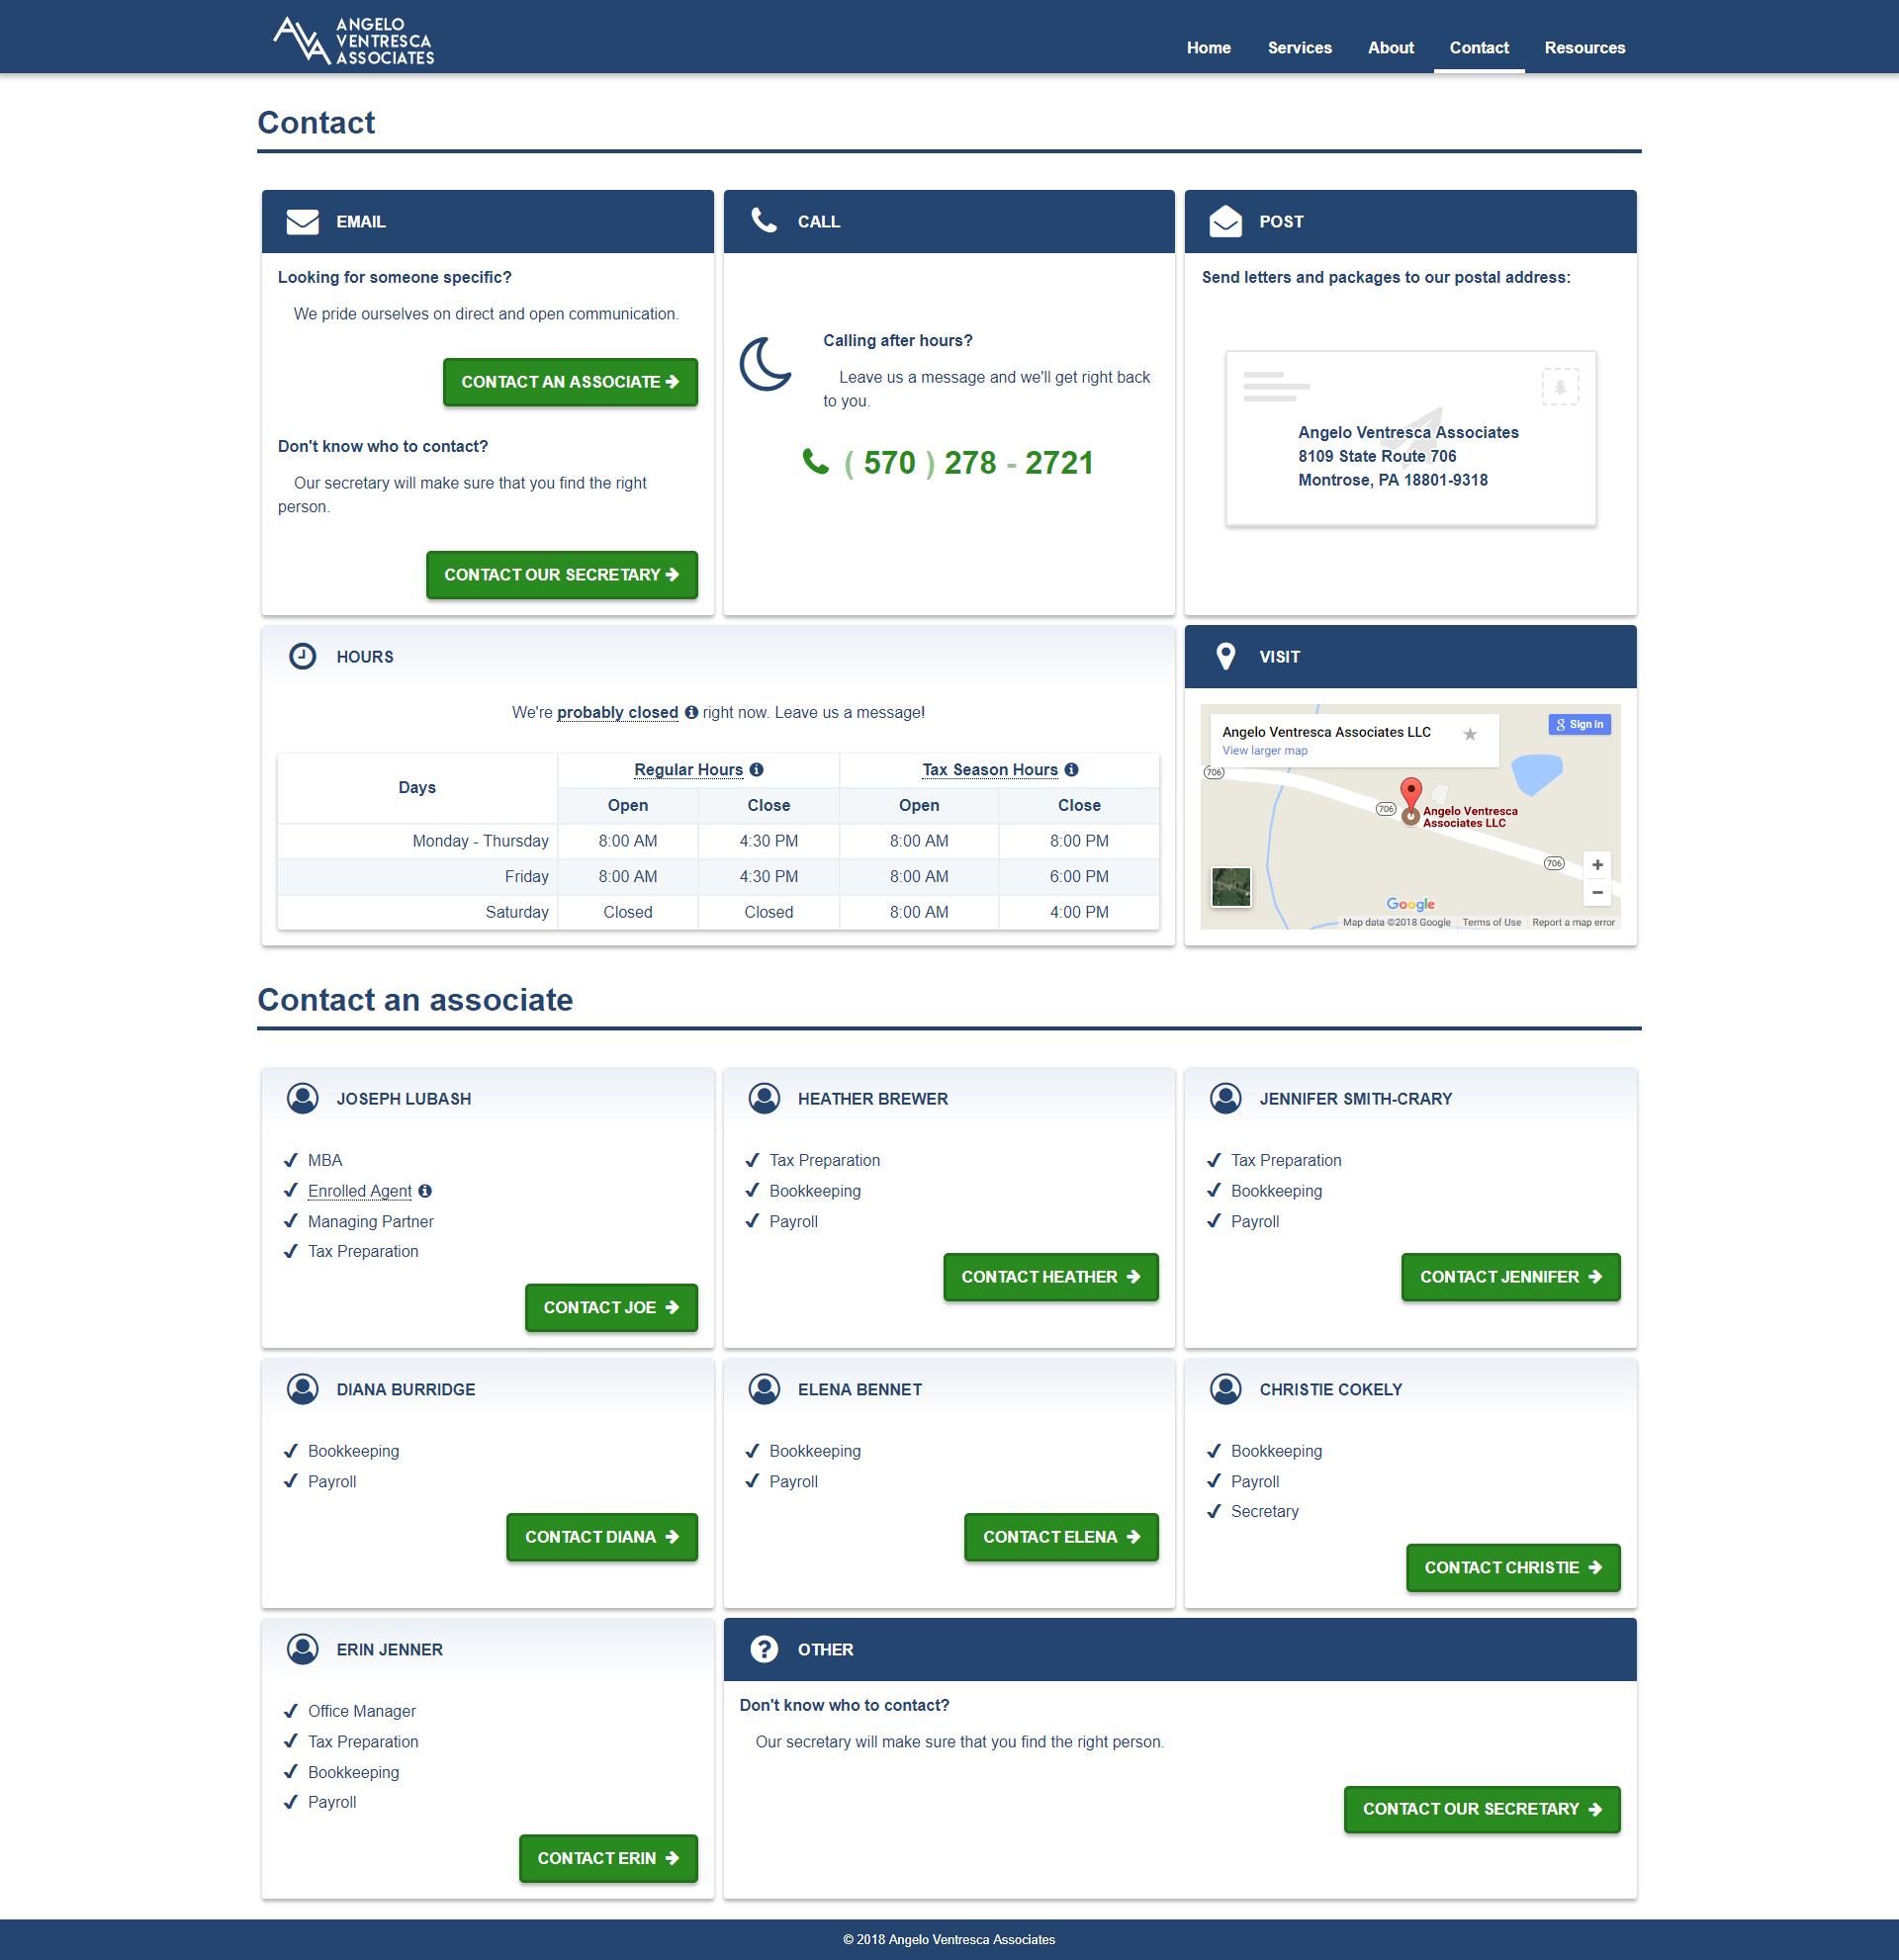 ANGELO
VENTRESCA
ASSOCIATES
Home Services About Contact Resources
Contact
EMAIL
Looking for someone specific?
We pride ourselves on direct and open communication.
CONTACT AN ASSOCIATE
Don't know who to contact?
Our secretary will make sure that you find the right
person.
CONTACT OUR SECRETARY
CALL
Calling after hours?
Leave us a message and we'll get right back
to you.
( 570 ) 278 - 2721
POST
Send letters and packages to our postal address:
Angelo Ventresca Associates
8109 State Route 706
Montrose, PA 18801-9318
HOURS
We're probably closed right now. Leave us a message!
Days Regular Hours Tax Season Hours
Open Close Open Close
Monday - Thursday 8:00 AM 4:30 PM 8:00 AM 8:00 PM
Friday 8:00 AM 4:30 PM 8:00 AM 6:00 PM
Saturday Closed Closed 8:00 AM 4:00 PM
VISIT
Angelo Ventresca Associates LLC
View larger map
Sign in
706
706
Angelo Ventresca
Associates LLC
706
Google
Map data ©2018 Google Terms of Use Report a map error
Contact an associate
JOSEPH LUBASH
MBA
Enrolled Agent
Managing Partner
Tax Preparation
CONTACT JOE
HEATHER BREWER
Tax Preparation
Bookkeeping
Payroll
CONTACT HEATHER
JENNIFER SMITH-CRARY
Tax Preparation
Bookkeeping
Payroll
CONTACT JENNIFER
DIANA BURRIDGE
Bookkeeping
Payroll
CONTACT DIANA
ELENA BENNET
Bookkeeping
Payroll
CONTACT ELENA
CHRISTIE COKELY
Bookkeeping
Payroll
Secretary
CONTACT CHRISTIE
ERIN JENNER
Office Manager
Tax Preparation
Bookkeeping
Payroll
CONTACT ERIN
OTHER
Don't know who to contact?
Our secretary will make sure that you find the right person.
CONTACT OUR SECRETARY
© 2018 Angelo Ventresca Associates